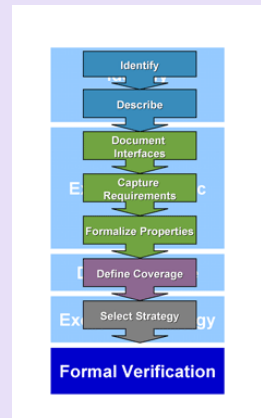 Identify
Describe
Document
Interfaces
Capture
Requirements
Formalize Properties
Define Coverage
Select Strategy
Formal Verification